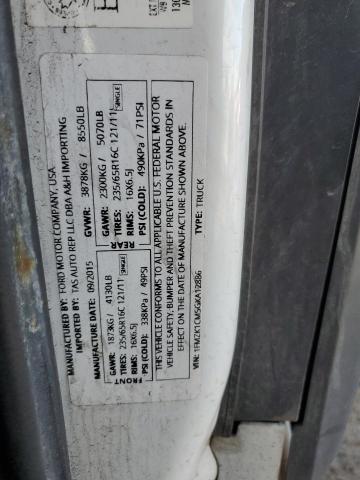 MANUFACTURED BY: FORD MOTOR COMPANY, USA
IMPORTED BY: TAS AUTO REP LLC DBA A&H IMPORTING
09/2015
GVWR: 3878KG / 8550LB
GAWR: 1873KG / 4130LB
TIRES: 235/65R16C 121/11
SINGLE
RIMS: 16X6.5J
PSI (COLD): 338KPa / 49PSI
FRONT
GAWR: 2300KG / 5070LB
TIRES: 235/65R16C 121/11
SINGLE
RIMS: 16X6.5J
PSI (COLD): 490KPa / 71PSI
REAR
THIS VEHICLE CONFORMS TO ALL APPLICABLE U.S. FEDERAL MOTOR
VEHICLE SAFETY, BUMPER AND THEFT PREVENTION STANDARDS IN
EFFECT ON THE DATE OF MANUFACTURE SHOWN ABOVE.
VIN: TYPE: TRUCK